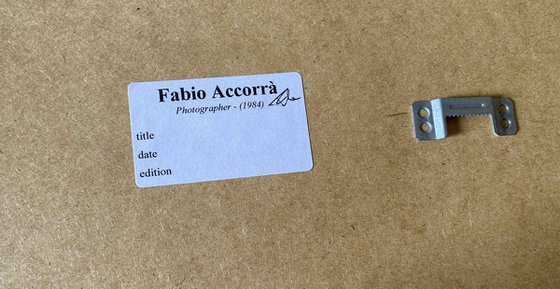 Fabio Accorrà
Photographer - (1984)
title
date
edition